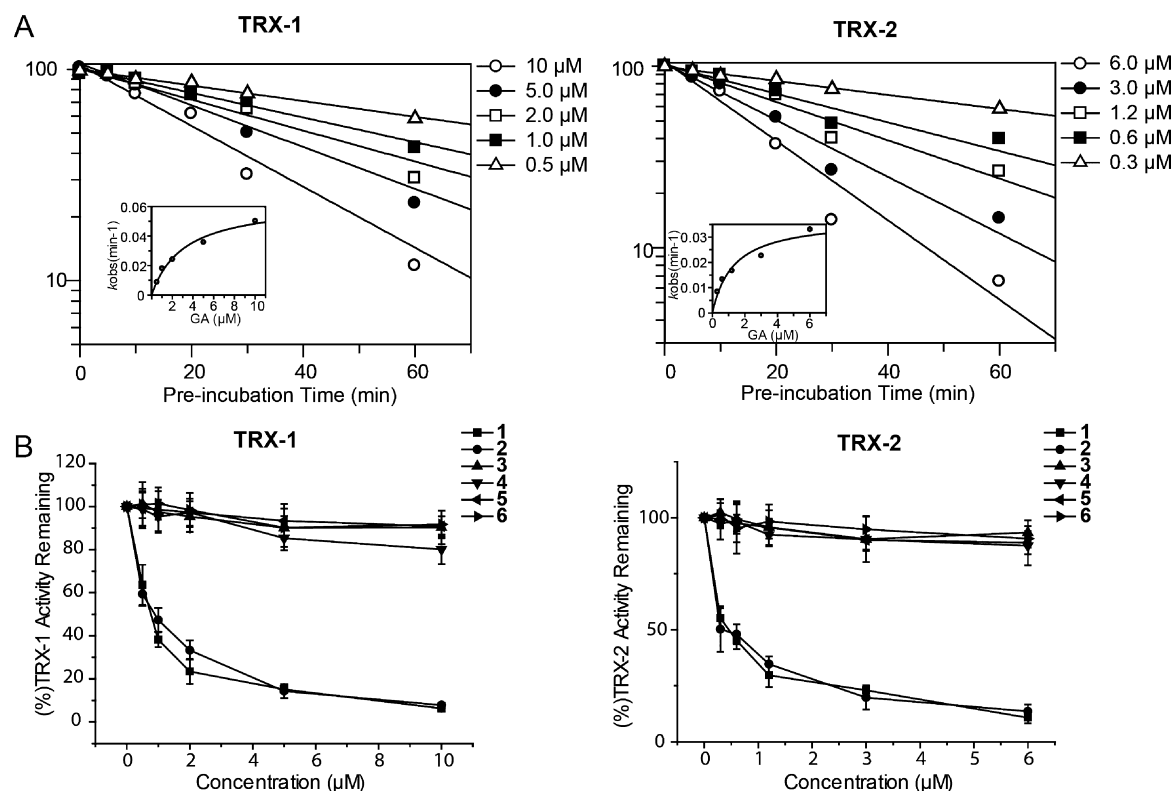 A
TRX-1
100
10
10 µM
5.0 µM
2.0 µM
1.0 µM
0.5 µM
0.06
0.04
0.02
0
kobs(min-1)
2 4 6 8 10
GA (µM)
0 20 40 60
Pre-incubation Time (min)
TRX-2
100
10
6.0 µM
3.0 µM
1.2 µM
0.6 µM
0.3 µM
0.03
0.02
0.01
0
kobs(min-1)
0 2 4 6
GA (µM)
0 20 40 60
Pre-incubation Time (min)
B
TRX-1
1
2
3
4
5
6
120
100
80
60
40
20
0
(%)TRX-1 Activity Remaining
0 2 4 6 8 10
Concentration (µM)
TRX-2
1
2
3
4
5
6
100
50
0
(%)TRX-2 Activity Remaining
0 1 2 3 4 5 6
Concentration (µM)